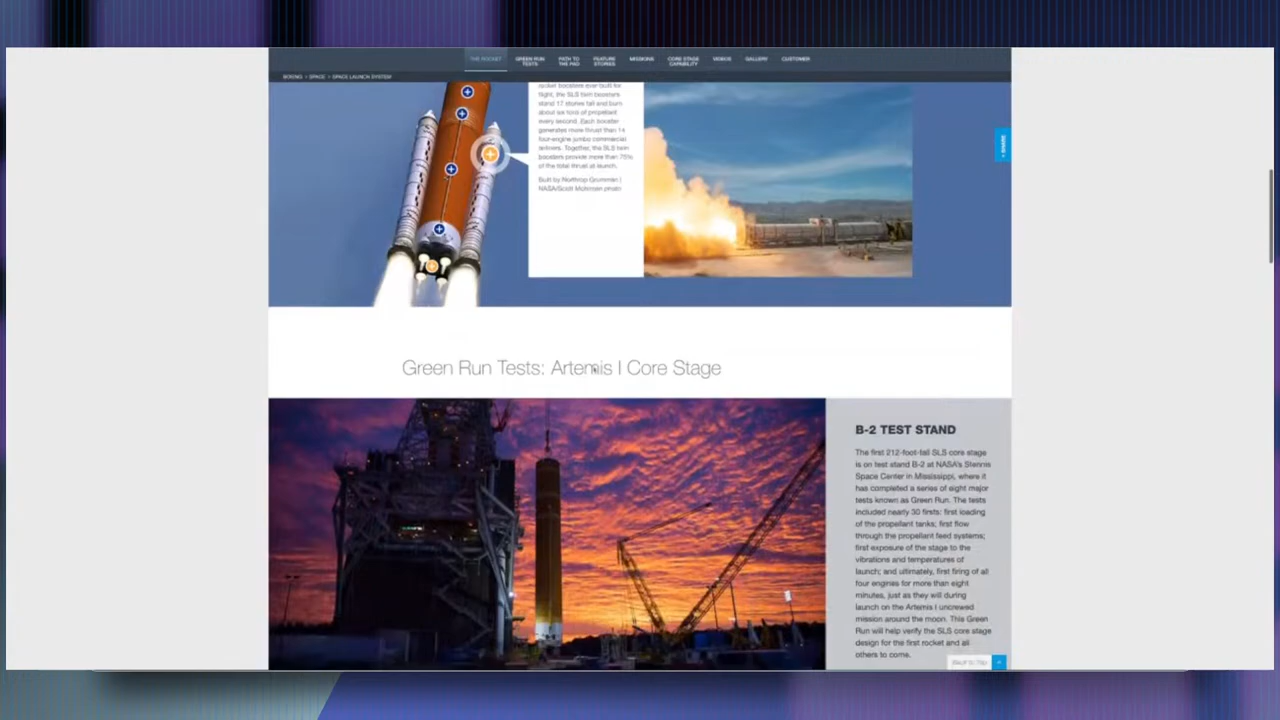 THE ROCKET
GREEN RUN TESTS
PATH TO THE PAD
FEATURE STORIES
MISSIONS
CORE STAGE CAPABILITY
VIDEOS
GALLERY
CUSTOMER
BOEING > SPACE > SPACE LAUNCH SYSTEM
rocket boosters ever built for
flight, the SLS twin boosters
stand 17 stories tall and burn
about six tons of propellant
every second. Each booster
generates more thrust than 14
four-engine jumbo commercial
airliners. Together, the SLS twin
boosters provide more than 75%
of the total thrust at launch.
Built by Northrop Grumman |
NASA/Scott Mohrman photo
+ SHARE
Green Run Tests: Artemis I Core Stage
B-2 TEST STAND
The first 212-foot-tall SLS core stage
is on test stand B-2 at NASA's Stennis
Space Center in Mississippi, where it
has completed a series of eight major
tests known as Green Run. The tests
included nearly 30 firsts: first loading
of the propellant tanks; first flow
through the propellant feed systems;
first exposure of the stage to the
vibrations and temperatures of
launch; and ultimately, first firing of all
four engines for more than eight
minutes, just as they will during
launch on the Artemis I uncrewed
mission around the moon. This Green
Run will help verify the SLS core stage
design for the first rocket and all
others to come.
Back to Top